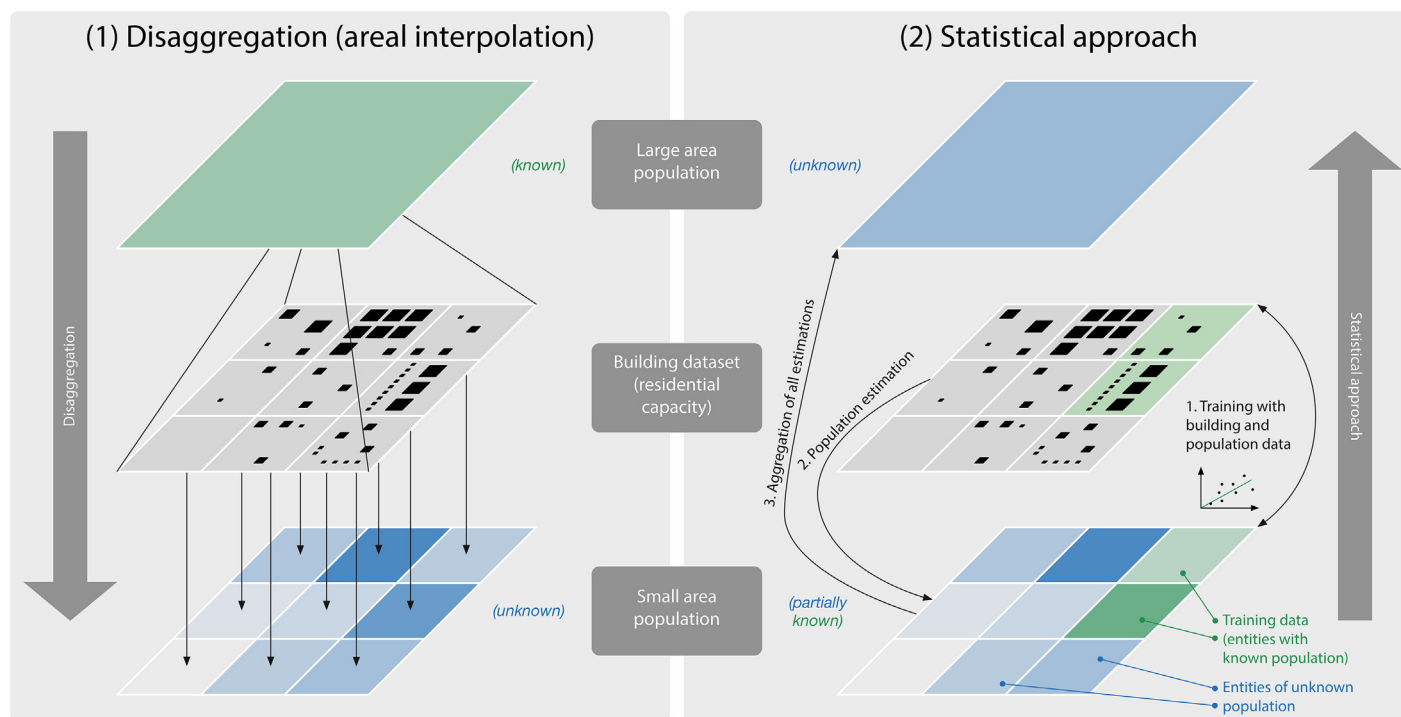 (1) Disaggregation (areal interpolation)
(2) Statistical approach
(known)
Large area
population
(unknown)
Disaggregation
Building dataset
(residential
capacity)
3. Aggregation of all estimations
2. Population estimation
1. Training with
building and
population data
Statistical approach
(unknown)
Small area
population
(partially
known)
Training data
(entities with
known population)
Entities of unknown
population